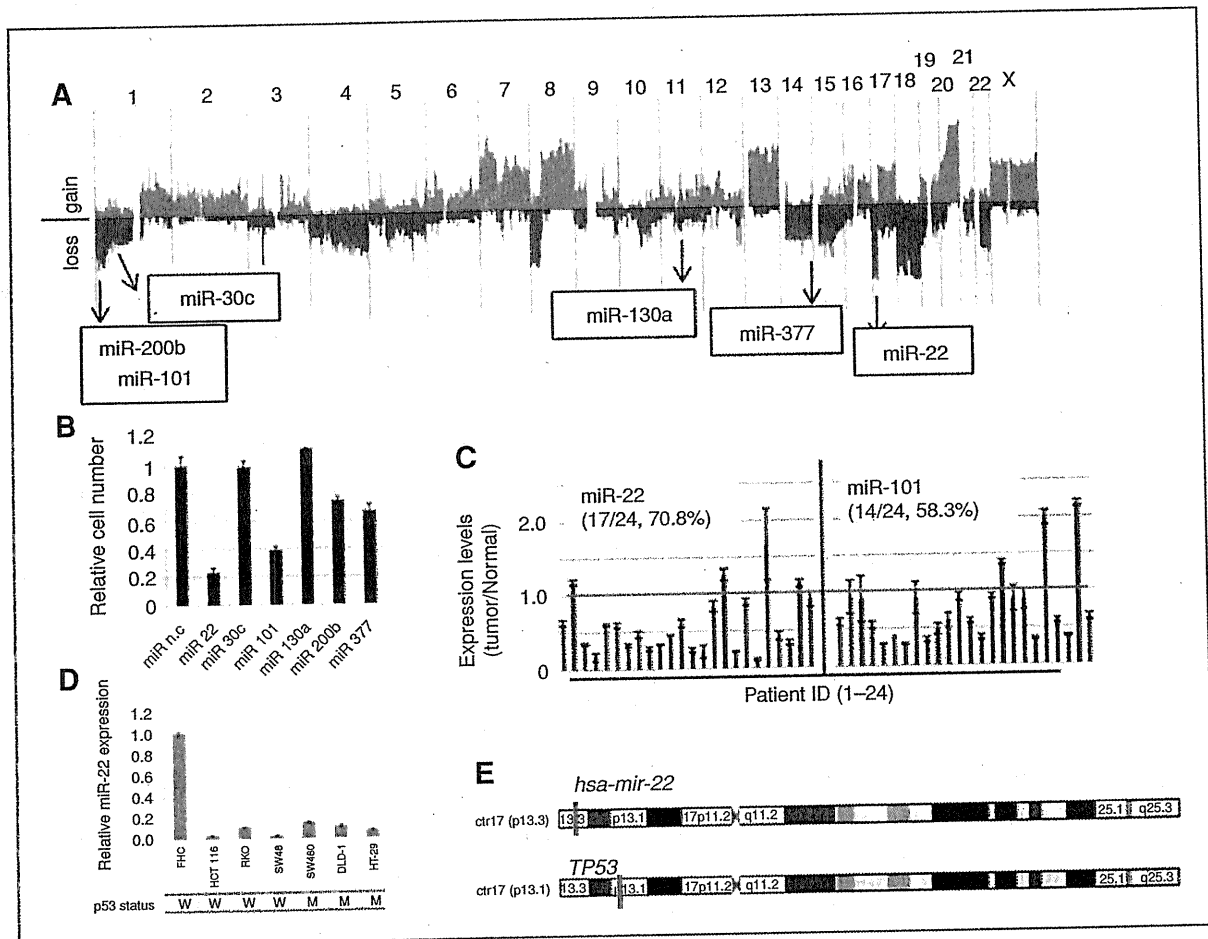 A
1 2 3 4 5 6 7 8 9 10 11 12 13 14 15 16 17 18 19 20 21 22 X
gain
loss
miR-30c
miR-200b
miR-101
miR-130a
miR-377
miR-22
B
Relative cell number
1.2
1
0.8
0.6
0.4
0.2
0
miR n.c
miR 22
miR 30c
miR 101
miR 130a
miR 200b
miR 377
C
Expression levels
(tumor/Normal)
2.0
1.0
0
miR-22
(17/24, 70.8%)
miR-101
(14/24, 58.3%)
Patient ID (1–24)
D
Relative miR-22 expression
1.2
1.0
0.8
0.6
0.4
0.2
0.0
FHC
HCT 116
RKO
SW48
SW460
DLD-1
HT-29
p53 status W W W W M M M
E
hsa-mir-22
ctr17 (p13.3) 13.3 p13.1 17p11.2 q11.2 25.1 q25.3
TP53
ctr17 (p13.1) 13.3 13.1 17p11.2 q11.2 25.1 q25.3